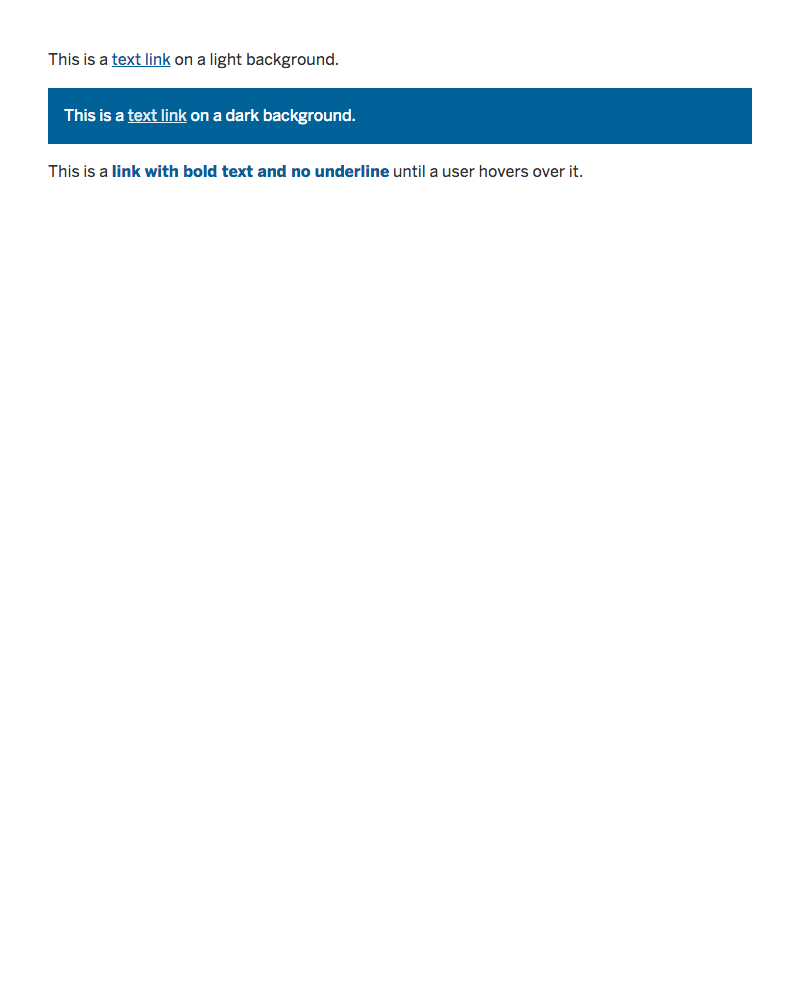 This is a text link on a light background.
This is a text link on a dark background.
This is a link with bold text and no underline until a user hovers over it.